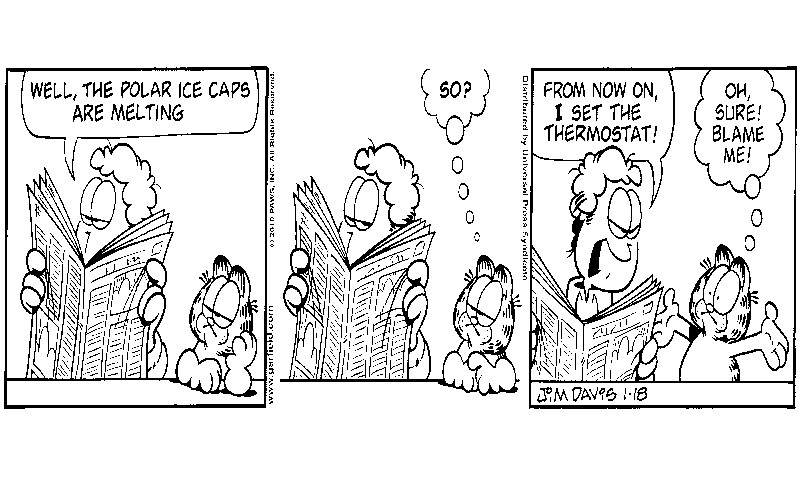 WELL, THE POLAR ICE CAPS
ARE MELTING
© 2010 PAWS, INC. All Rights Reserved.
www.garfield.com
SO?
Distributed by Universal Press Syndicate
FROM NOW ON,
I SET THE
THERMOSTAT!
OH,
SURE!
BLAME
ME!
JIM DAVIS 1-18